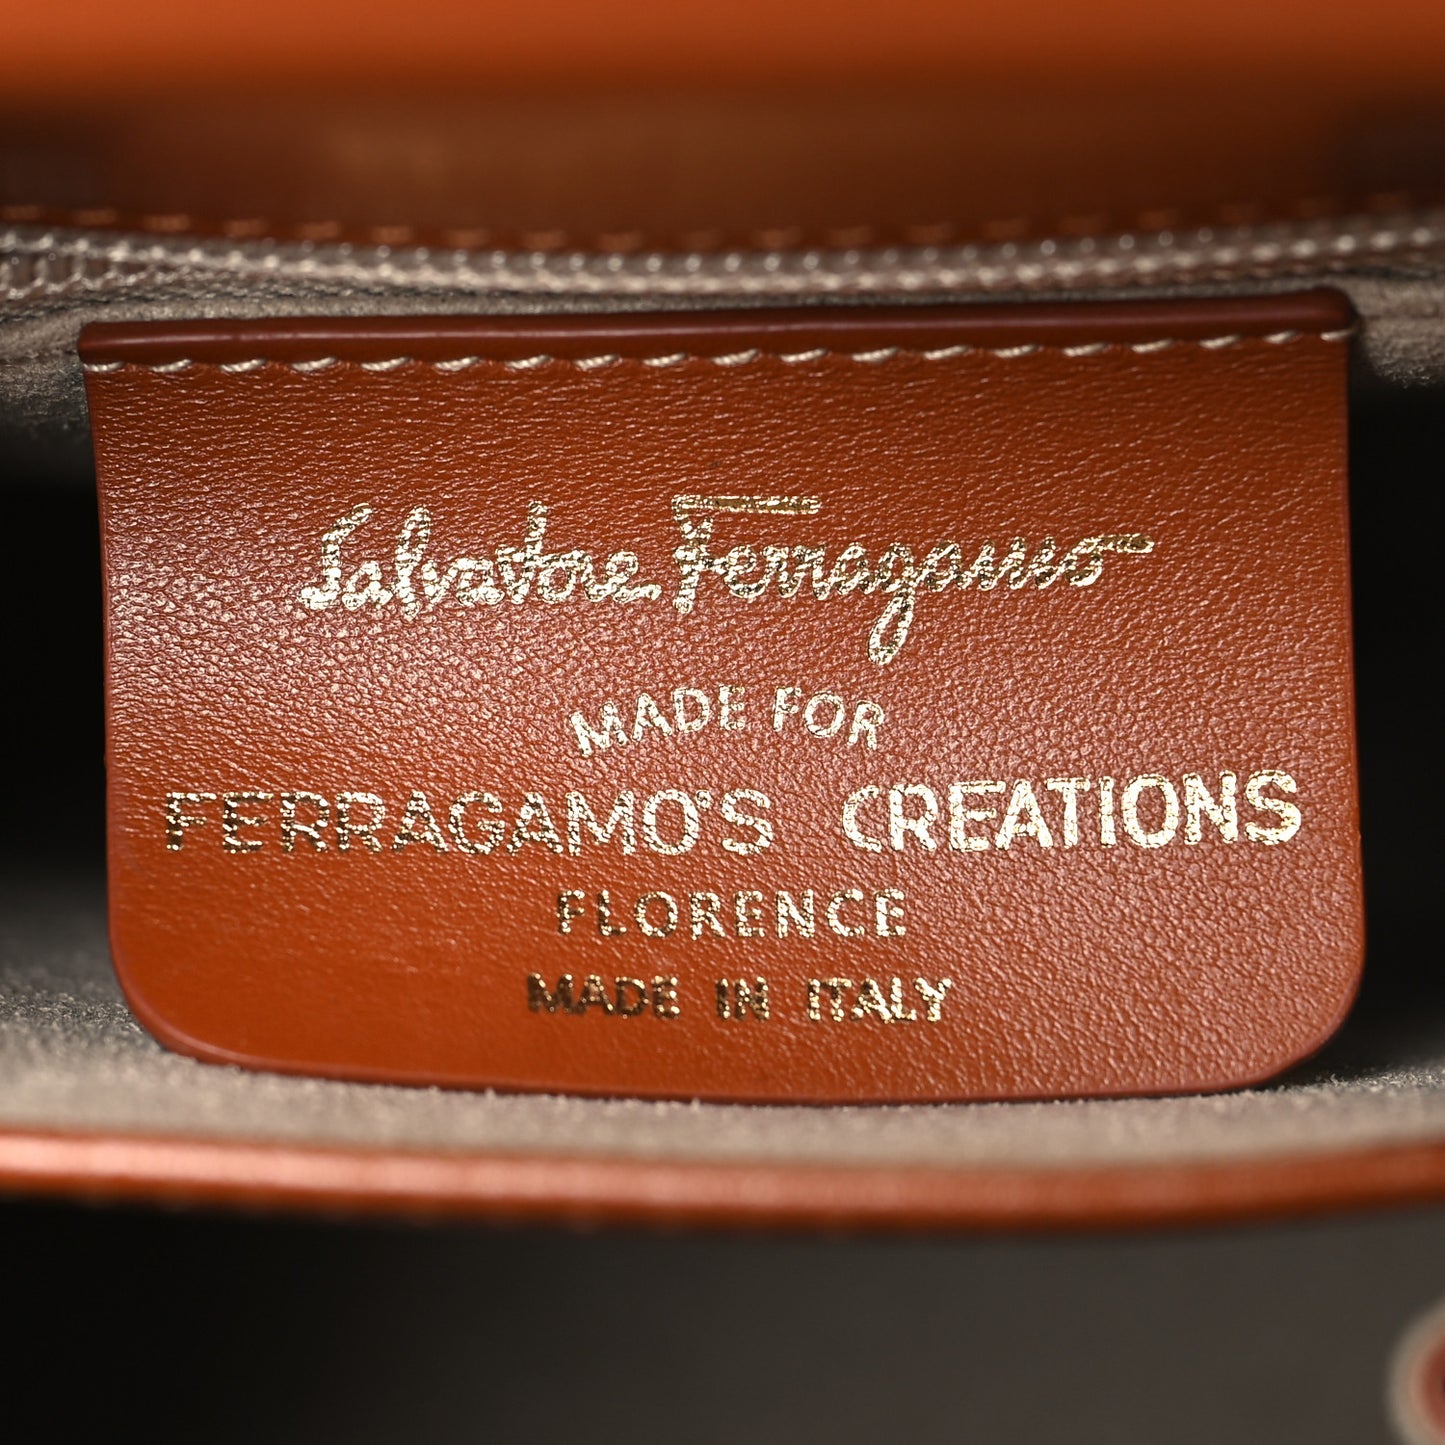 Salvatore Ferragamo
MADE FOR
FERRAGAMO'S CREATIONS
FLORENCE
MADE IN ITALY